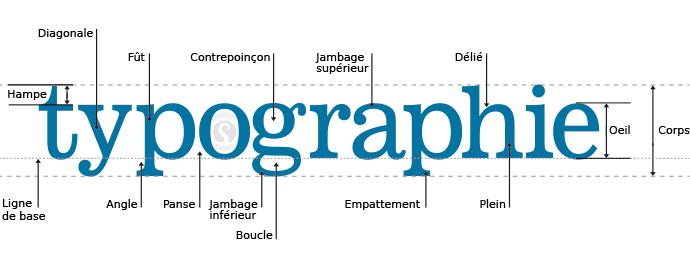 Diagonale
Fût
Contrepoinçon
Jambage
supérieur
Délié
Hampe
typographie
Oeil
Corps
Ligne
de base
Angle
Panse
Jambage
inférieur
Boucle
Empattement
Plein